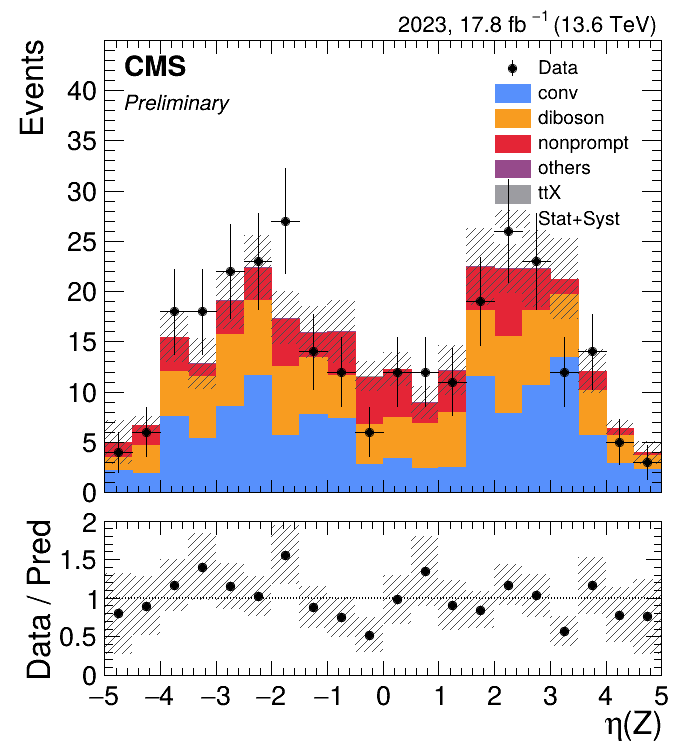 2023, 17.8 fb⁻¹ (13.6 TeV)
Events
CMS
Preliminary
Data
conv
diboson
nonprompt
others
ttX
Stat+Syst
40
35
30
25
20
15
10
5
0
Data / Pred
2
1.5
1
0.5
0
−5 −4 −3 −2 −1 0 1 2 3 4 5
η(Z)